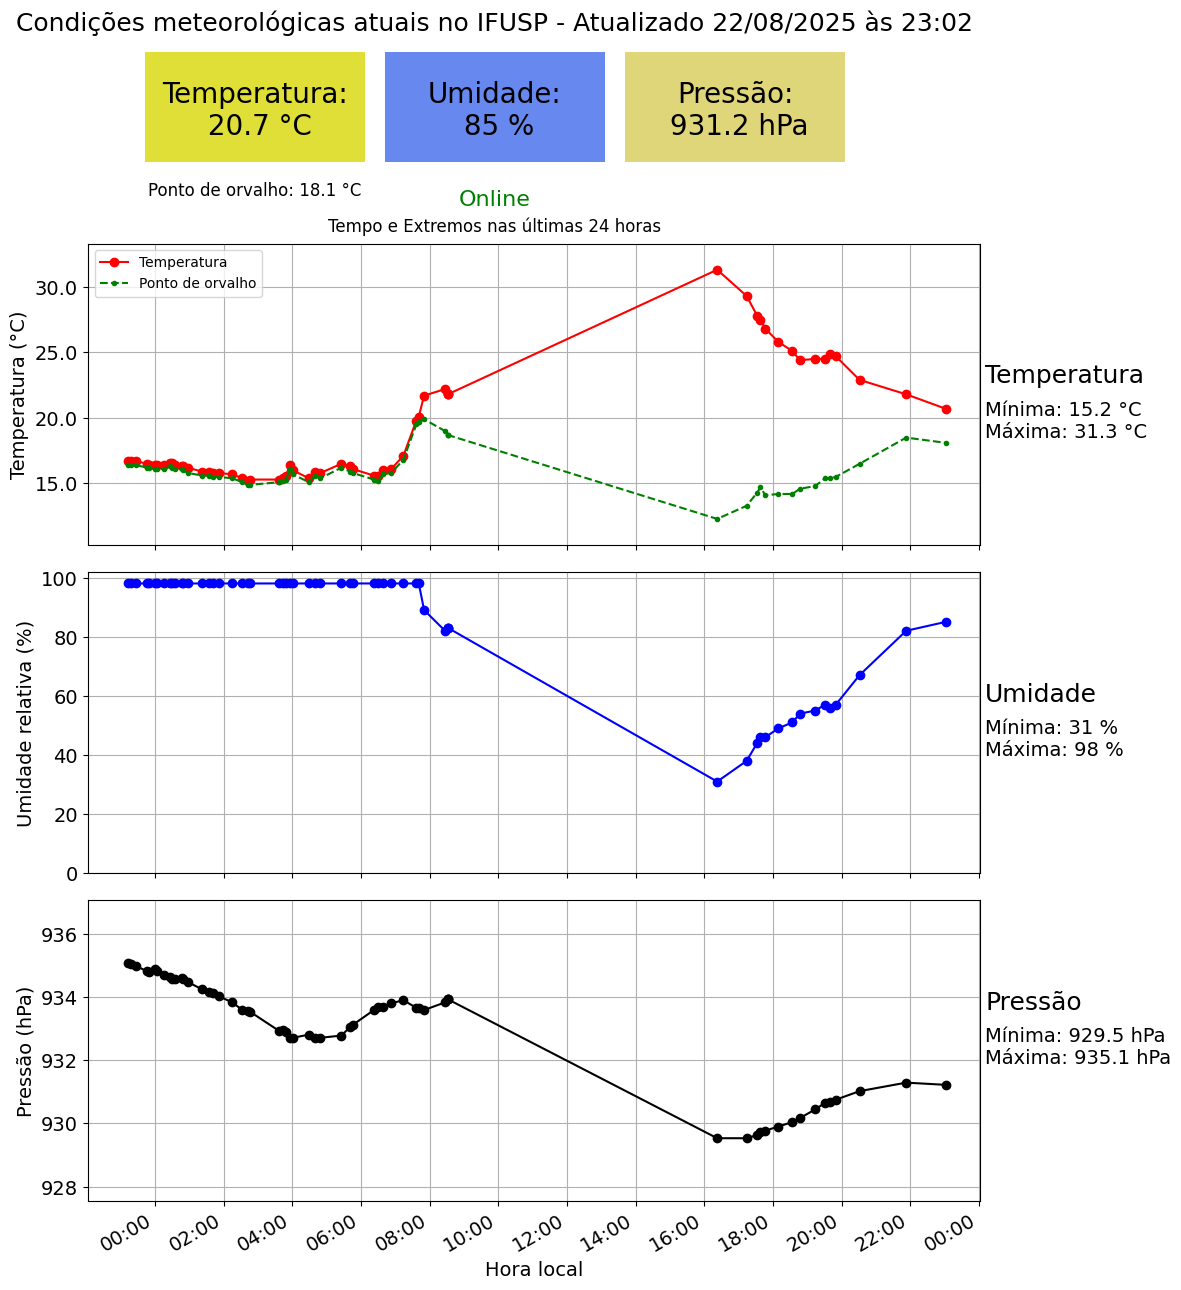 Condições meteorológicas atuais no IFUSP - Atualizado 22/08/2025 às 23:02
Temperatura:
20.7 °C
Umidade:
85 %
Pressão:
931.2 hPa
Ponto de orvalho: 18.1 °C
Online
Tempo e Extremos nas últimas 24 horas
Temperatura
Ponto de orvalho
Temperatura (°C)
30.0
25.0
20.0
15.0
Temperatura
Mínima: 15.2 °C
Máxima: 31.3 °C
Umidade relativa (%)
100
80
60
40
20
0
Umidade
Mínima: 31 %
Máxima: 98 %
Pressão (hPa)
936
934
932
930
928
Pressão
Mínima: 929.5 hPa
Máxima: 935.1 hPa
00:00 02:00 04:00 06:00 08:00 10:00 12:00 14:00 16:00 18:00 20:00 22:00 00:00
Hora local